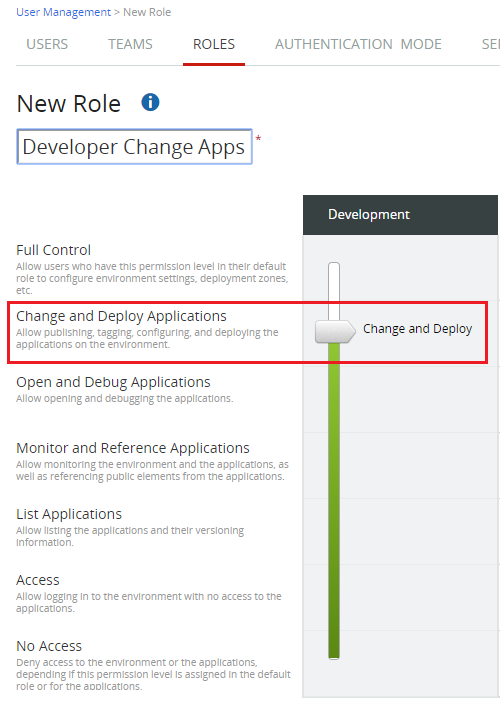 User Management > New Role
USERS TEAMS ROLES AUTHENTICATION MODE SE
New Role i
Developer Change Apps *
Development
Full Control
Allow users who have this permission level in their default
role to configure environment settings, deployment zones,
etc.
Change and Deploy Applications
Allow publishing, tagging, configuring, and deploying the
applications on the environment.
Change and Deploy
Open and Debug Applications
Allow opening and debugging the applications.
Monitor and Reference Applications
Allow monitoring the environment and the applications, as
well as referencing public elements from the applications.
List Applications
Allow listing the applications and their versioning
information.
Access
Allow logging in to the environment with no access to the
applications.
No Access
Deny access to the environment or the applications,
depending if this permission level is assigned in the default
role or for the applications.